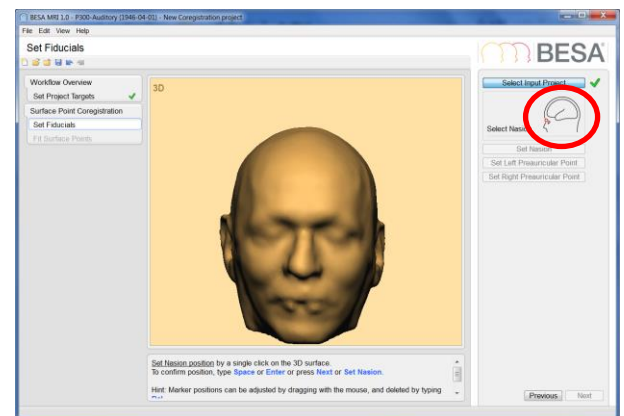 BESA MRI 1.0 - P300-Auditory (1946-04-01) - New Coregistration project
File Edit View Help
Set Fiducials
BESA
Workflow Overview
Set Project Targets
Surface Point Coregistration
Set Fiducials
Fit Surface Points
3D
Select Input Project
Select Nasion
Set Nasion
Set Left Preauricular Point
Set Right Preauricular Point
Set Nasion position by a single click on the 3D surface.
To confirm position, type Space or Enter or press Next or Set Nasion.
Hint: Marker positions can be adjusted by dragging with the mouse, and deleted by typing
Previous Next